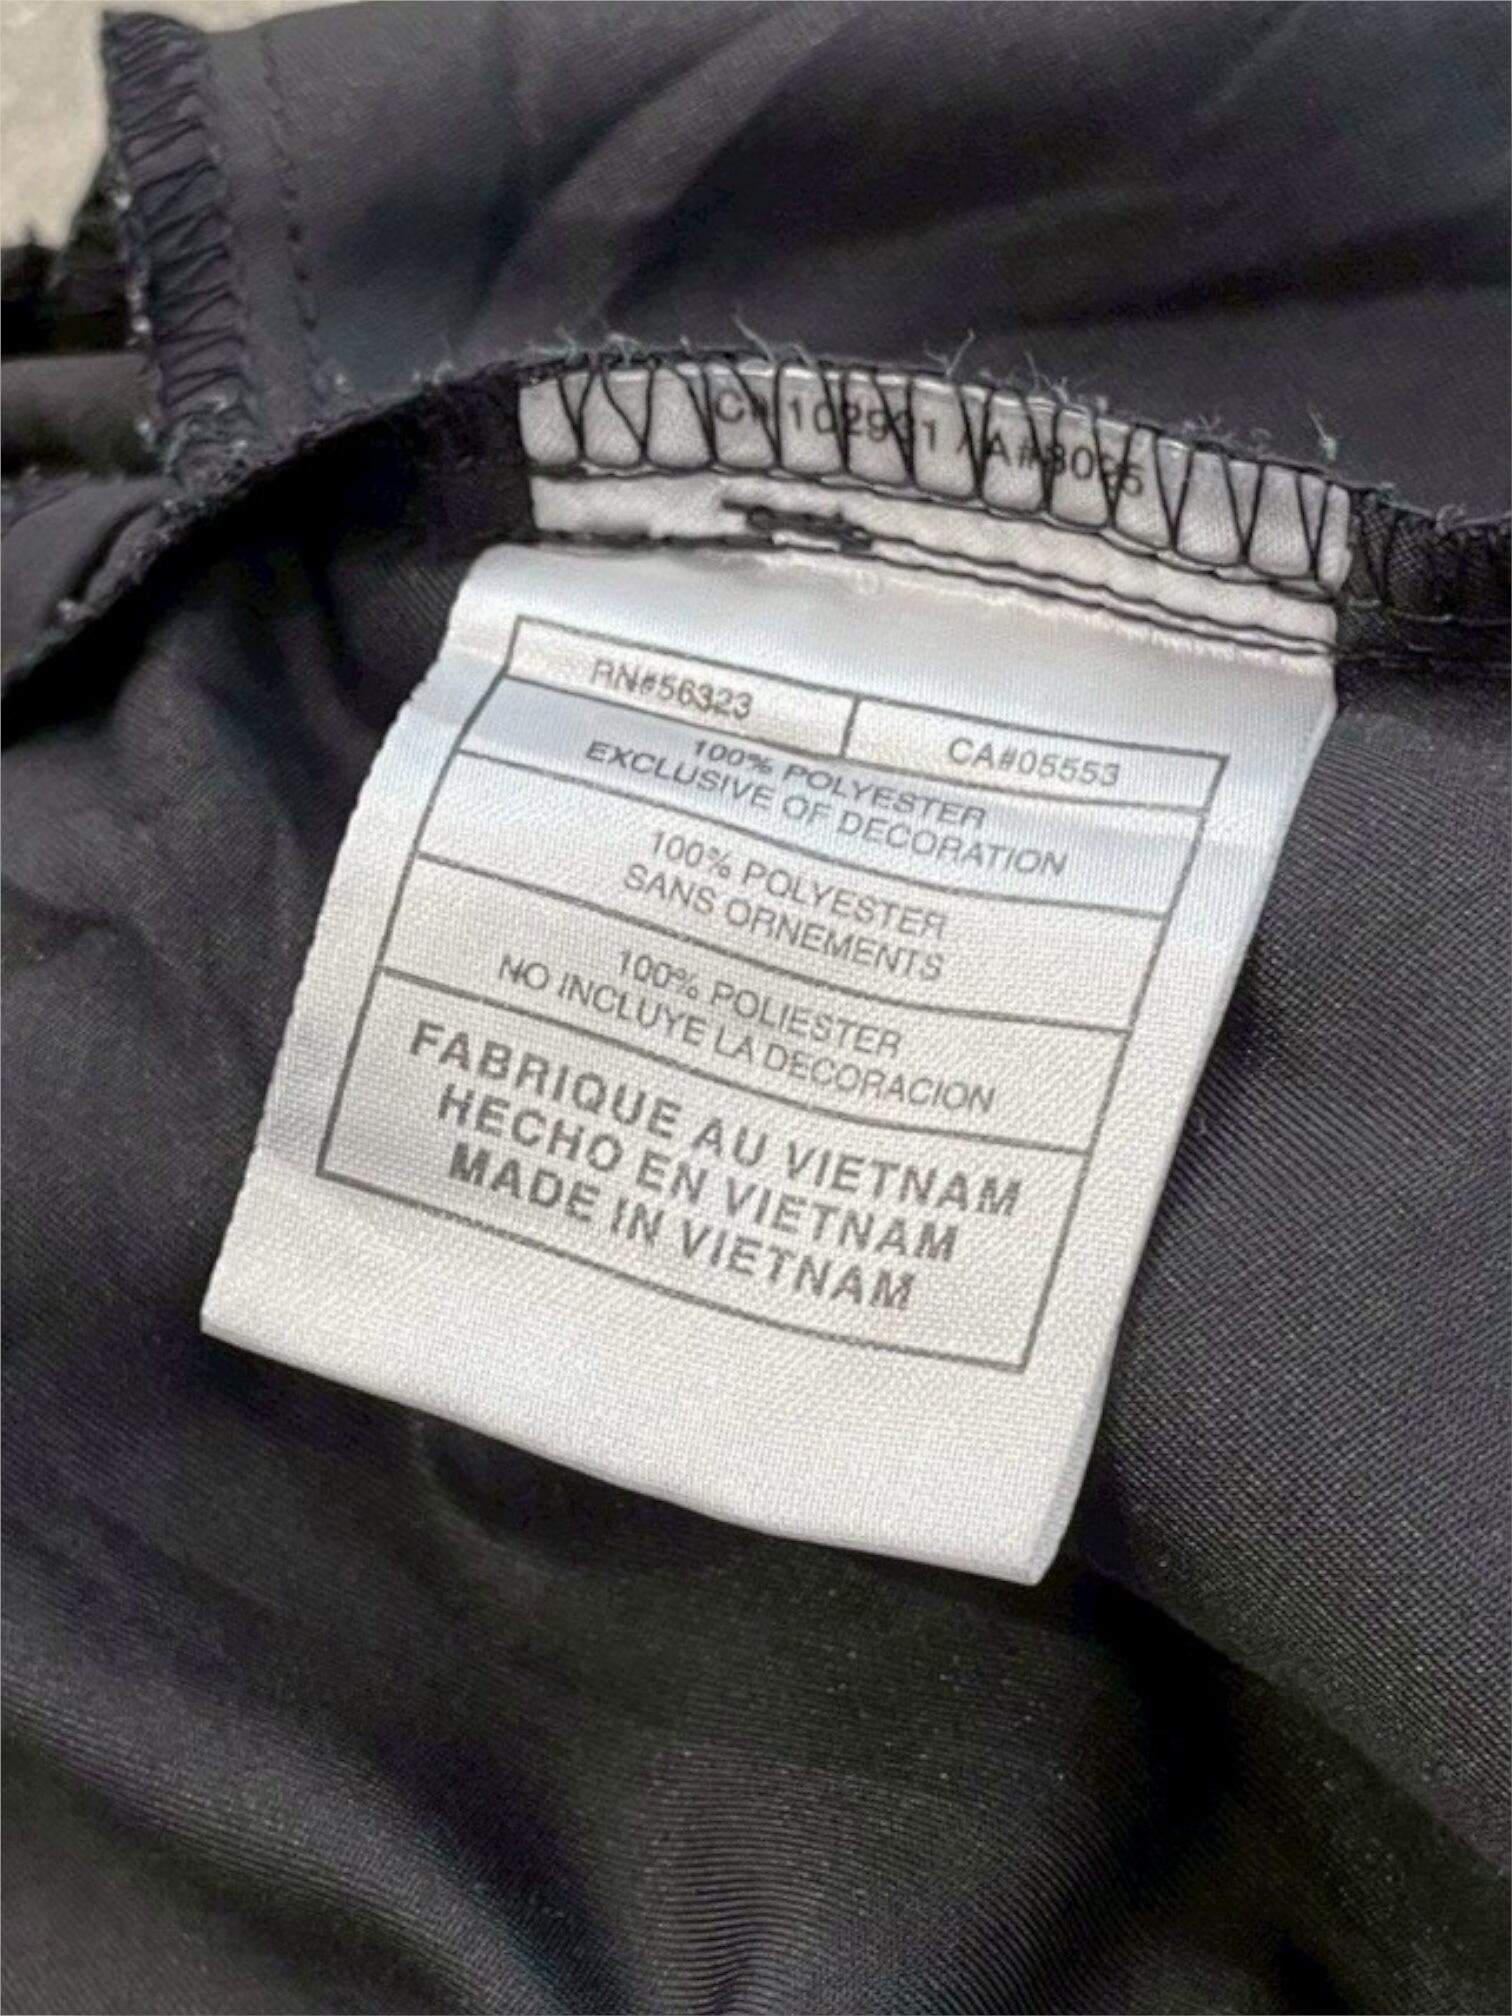 RN#56323
CA#05553
100% POLYESTER
EXCLUSIVE OF DECORATION
100% POLYESTER
SANS ORNEMENTS
100% POLIESTER
NO INCLUYE LA DECORACION
FABRIQUE AU VIETNAM
HECHO EN VIETNAM
MADE IN VIETNAM